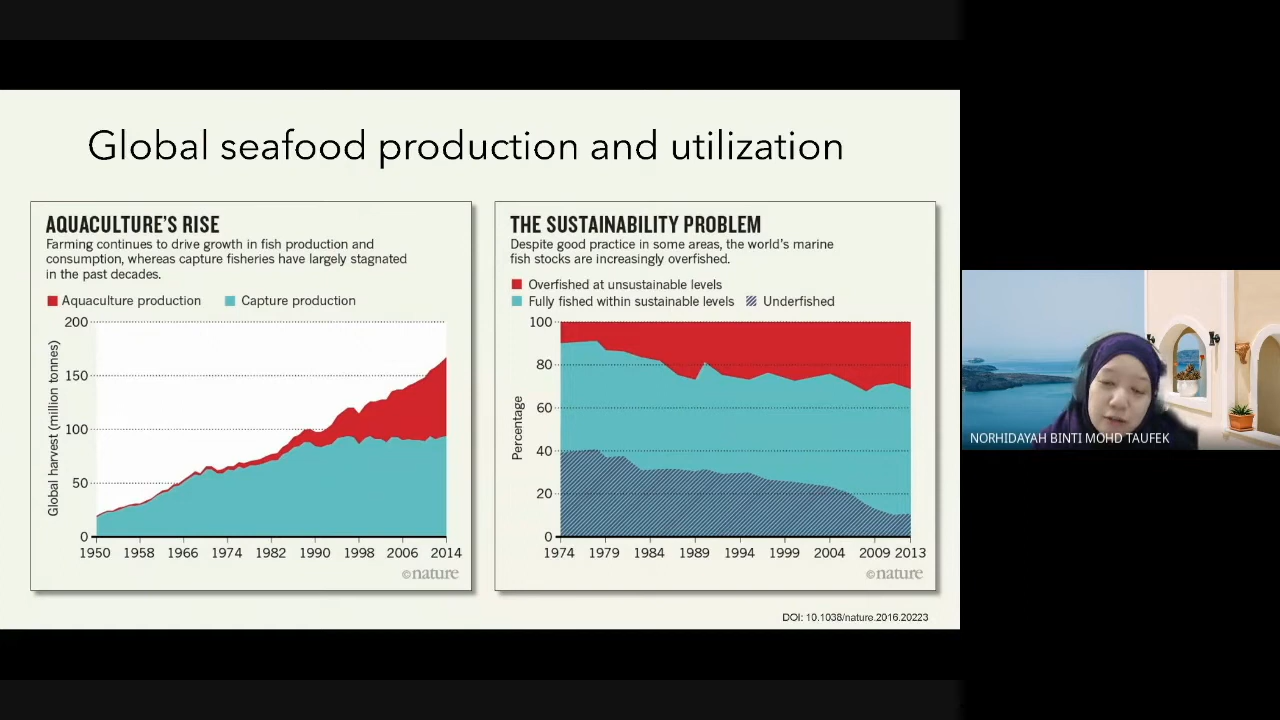 Global seafood production and utilization
AQUACULTURE'S RISE
Farming continues to drive growth in fish production and
consumption, whereas capture fisheries have largely stagnated
in the past decades.
Aquaculture production Capture production
Global harvest (million tonnes)
200
150
100
50
0
1950 1958 1966 1974 1982 1990 1998 2006 2014
©nature
THE SUSTAINABILITY PROBLEM
Despite good practice in some areas, the world's marine
fish stocks are increasingly overfished.
Overfished at unsustainable levels
Fully fished within sustainable levels Underfished
Percentage
100
80
60
40
20
0
1974 1979 1984 1989 1994 1999 2004 2009 2013
©nature
DOI: 10.1038/nature.2016.20223
NORHIDAYAH BINTI MOHD TAUFEK